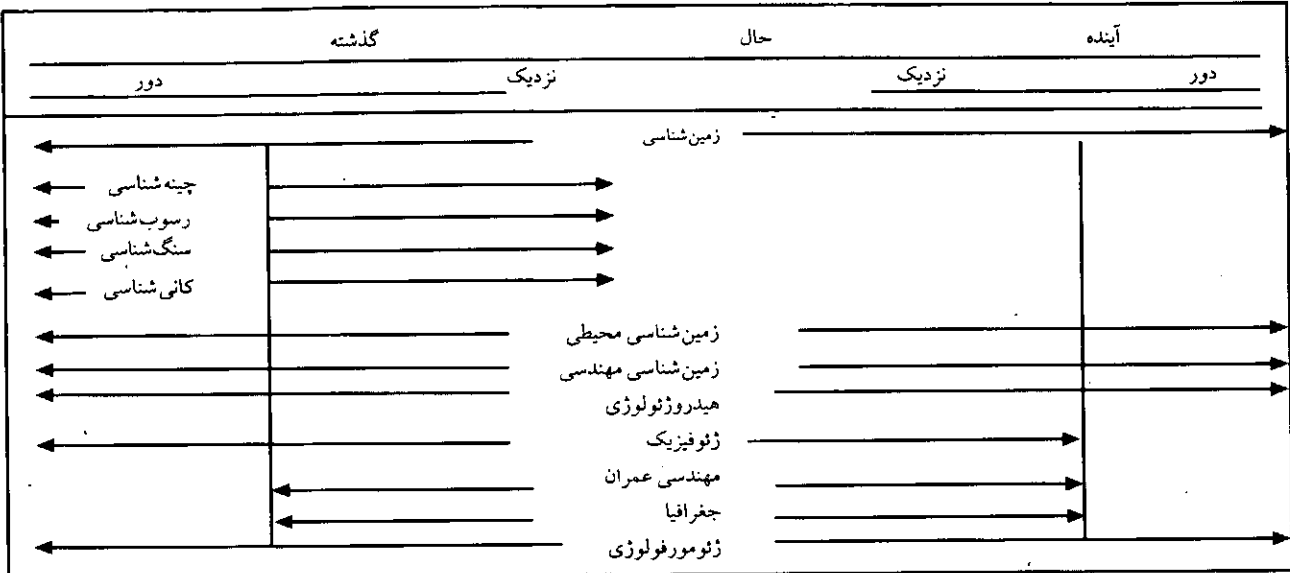 آینده حال گذشته
دور نزدیک نزدیک دور
زمین‌شناسی
چینه‌شناسی
رسوب‌شناسی
سنگ‌شناسی
کانی‌شناسی
زمین‌شناسی محیطی
زمین‌شناسی مهندسی
هیدروژئولوژی
ژئوفیزیک
مهندسی عمران
جغرافیا
ژئومورفولوژی